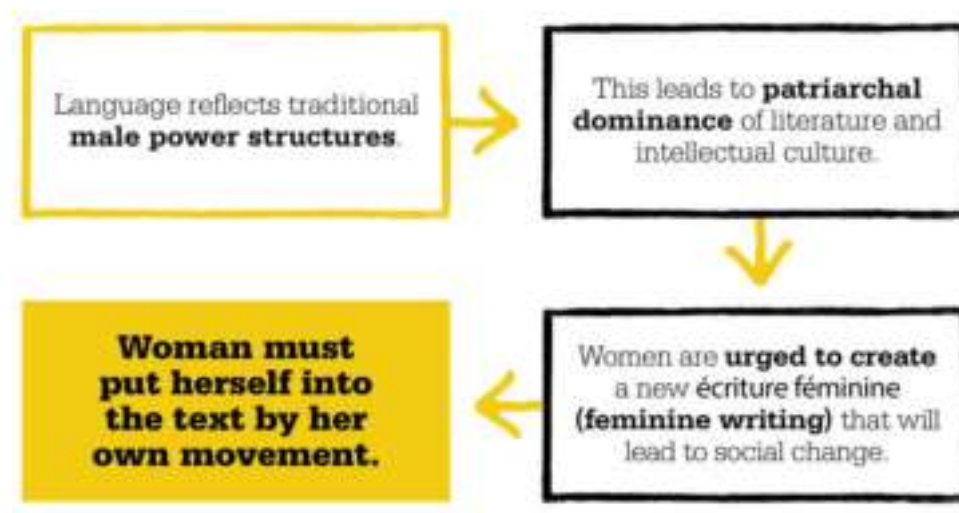 Language reflects traditional
male power structures.
This leads to patriarchal
dominance of literature and
intellectual culture.
Women are urged to create
a new écriture féminine
(feminine writing) that will
lead to social change.
Woman must
put herself into
the text by her
own movement.